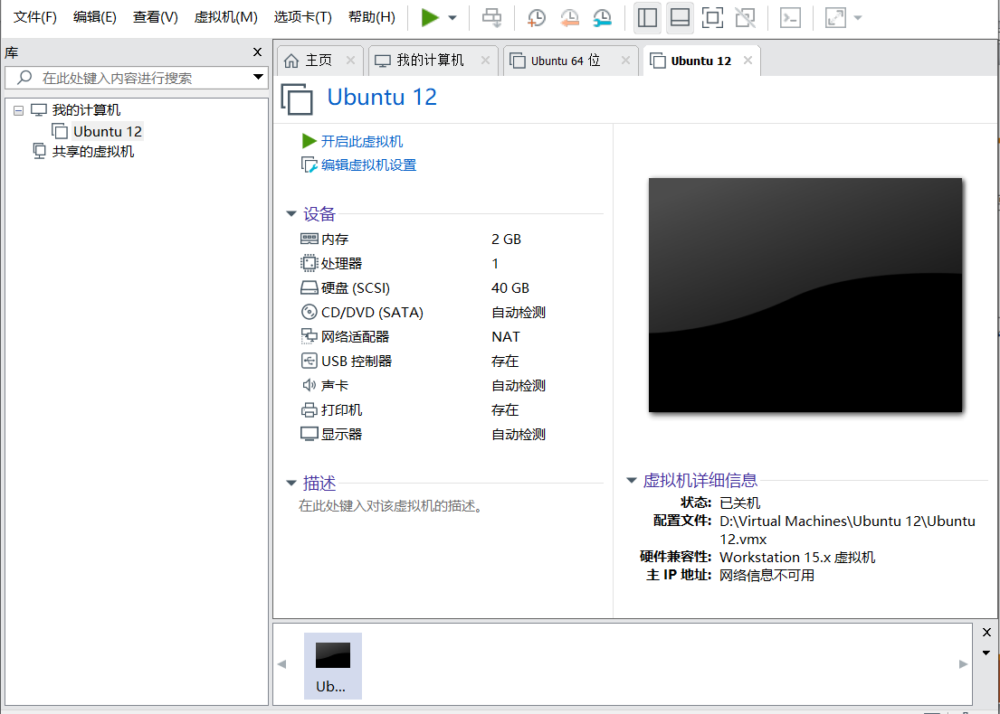 文件(F) 编辑(E) 查看(V) 虚拟机(M) 选项卡(T) 帮助(H)
库
在此处键入内容进行搜索
我的计算机
Ubuntu 12
共享的虚拟机
主页 我的计算机 Ubuntu 64 位 Ubuntu 12
Ubuntu 12
开启此虚拟机
编辑虚拟机设置
设备
内存 2 GB
处理器 1
硬盘 (SCSI) 40 GB
CD/DVD (SATA) 自动检测
网络适配器 NAT
USB 控制器 存在
声卡 自动检测
打印机 存在
显示器 自动检测
描述
在此处键入对该虚拟机的描述。
虚拟机详细信息
状态: 已关机
配置文件: D:\Virtual Machines\Ubuntu 12\Ubuntu
12.vmx
硬件兼容性: Workstation 15.x 虚拟机
主 IP 地址: 网络信息不可用
Ub...